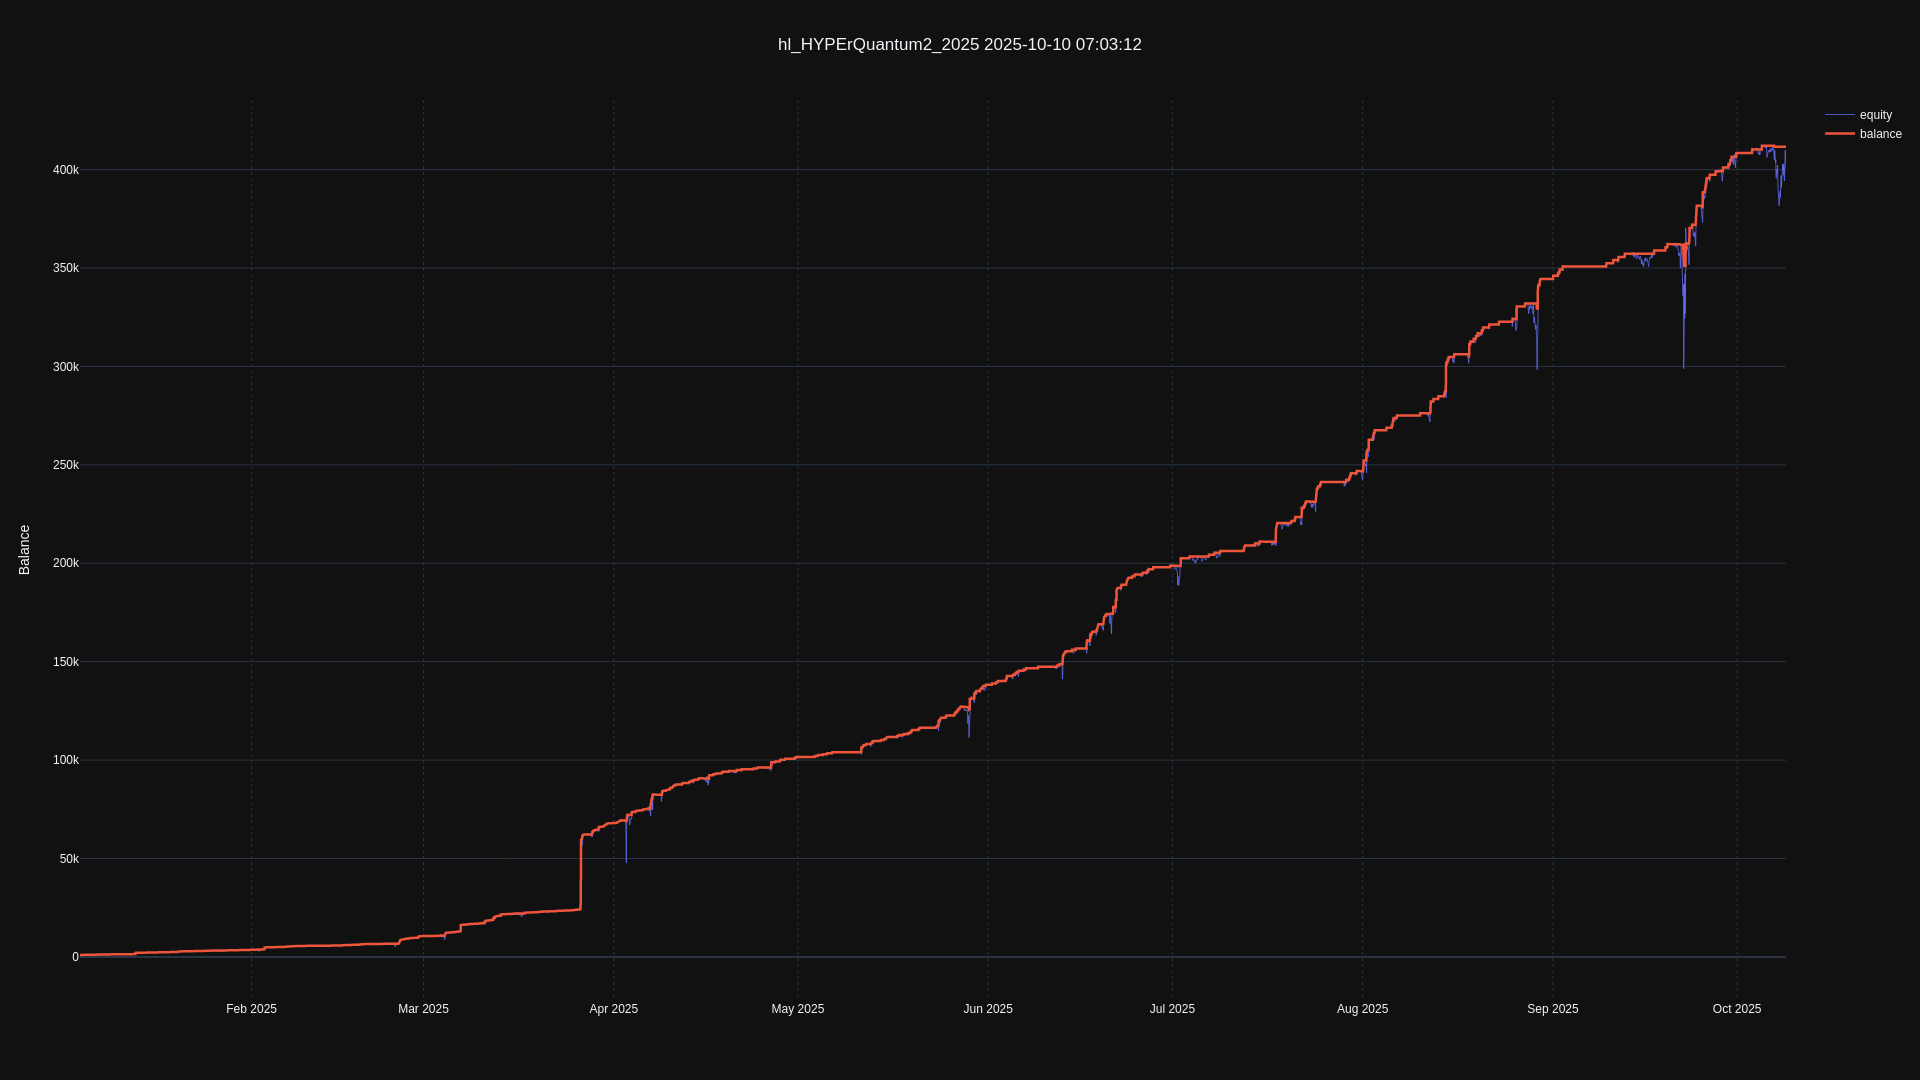 hl_HYPErQuantum2_2025 2025-10-10 07:03:12
equity
balance
400k
350k
300k
250k
200k
150k
100k
50k
0
Balance
Feb 2025
Mar 2025
Apr 2025
May 2025
Jun 2025
Jul 2025
Aug 2025
Sep 2025
Oct 2025